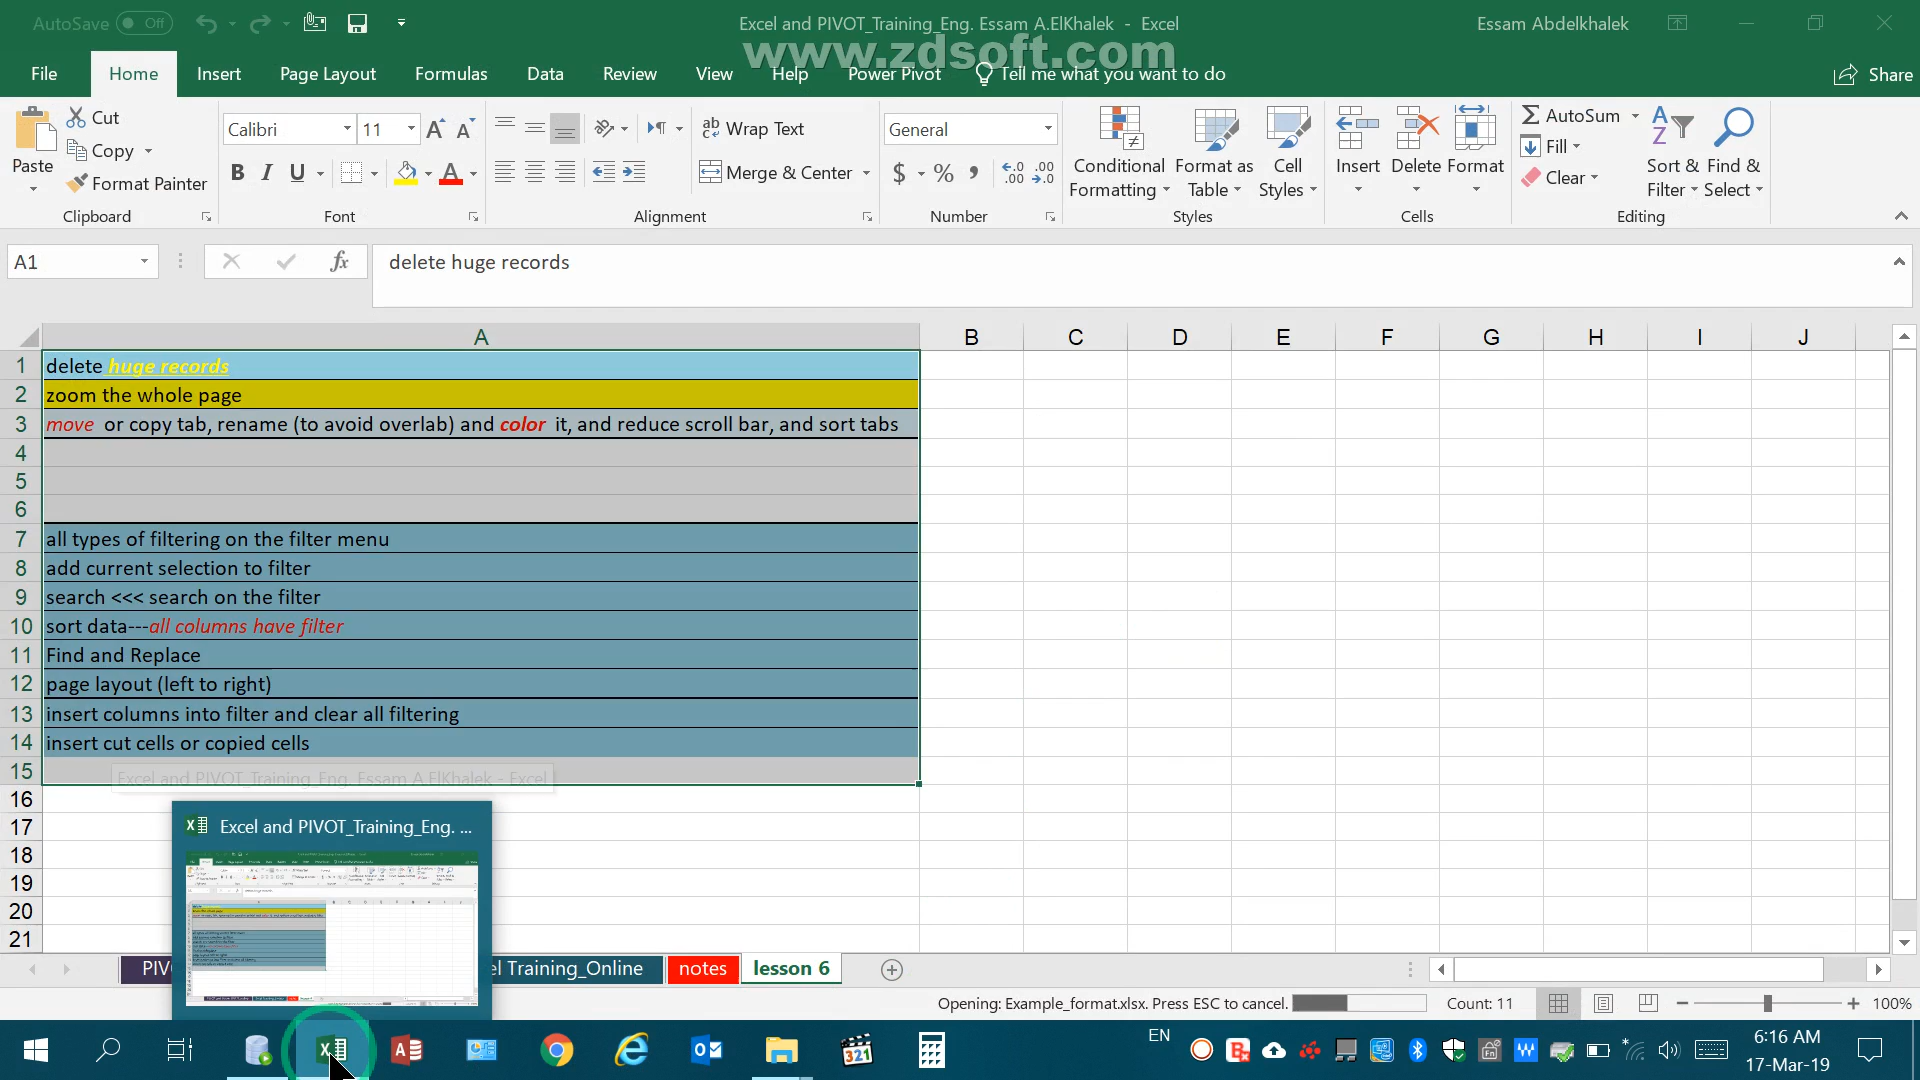 AutoSave Off
Excel and PIVOT_Training_Eng. Essam A.ElKhalek - Excel
Essam Abdelkhalek
www.zdsoft.com
File Home Insert Page Layout Formulas Data Review View Help Power Pivot Tell me what you want to do Share
Paste
Cut
Copy
Format Painter
Clipboard
Calibri 11
B I U
Font
Wrap Text
Merge & Center
Alignment
General
$ % ,
Number
Conditional Formatting
Format as Table
Cell Styles
Styles
Insert
Delete
Format
Cells
AutoSum
Fill
Clear
Sort & Filter
Find & Select
Editing
A1
fx
delete huge records
A B C D E F G H I J
1 delete huge records
2 zoom the whole page
3 move or copy tab, rename (to avoid overlab) and color it, and reduce scroll bar, and sort tabs
4
5
6
7 all types of filtering on the filter menu
8 add current selection to filter
9 search <<< search on the filter
10 sort data---all columns have filter
11 Find and Replace
12 page layout (left to right)
13 insert columns into filter and clear all filtering
14 insert cut cells or copied cells
15
Excel and PIVOT_Training_Eng. Essam A.ElKhalek - Excel
16
17
18
19
20
21
Excel and PIVOT_Training_Eng. ...
el Training_Online
notes
lesson 6
Opening: Example_format.xlsx. Press ESC to cancel.
Count: 11
100%
EN
6:16 AM
17-Mar-19